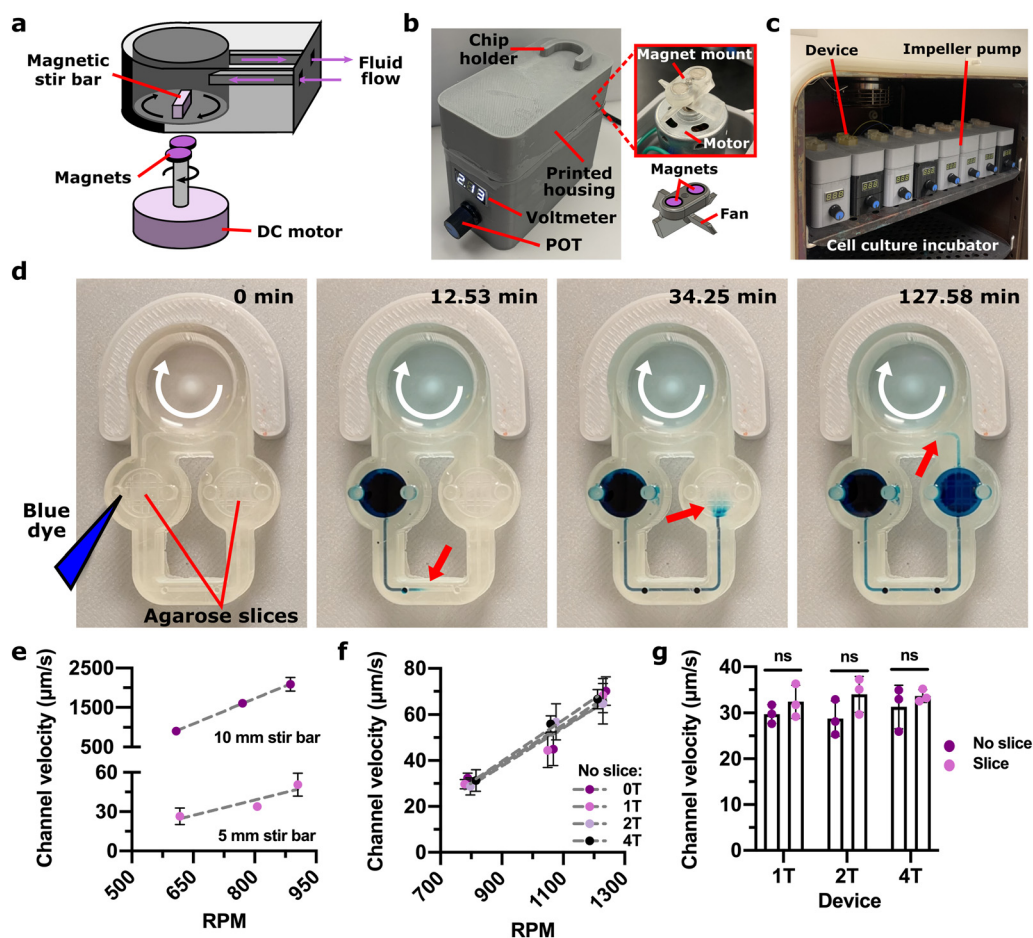 a
Magnetic
stir bar
Fluid
flow
Magnets
DC motor
b
Chip
holder
Magnet mount
Motor
Printed
housing
2.13
Voltmeter
POT
Magnets
Fan
c
Device
Impeller pump
Cell culture incubator
d
0 min
12.53 min
34.25 min
127.58 min
Blue
dye
Agarose slices
e
Channel velocity (µm/s)
2500
2000
1500
1000
500
10 mm stir bar
60
30
0
5 mm stir bar
500
650
800
950
RPM
f
Channel velocity (µm/s)
80
60
40
20
0
No slice:
0T
1T
2T
4T
700
900
1100
1300
RPM
g
Channel velocity (µm/s)
40
30
20
10
0
ns
ns
ns
No slice
Slice
1T
2T
4T
Device